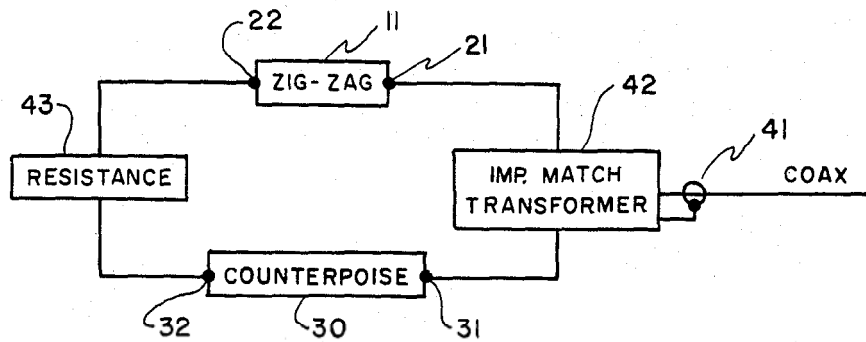 11
22
21
ZIG-ZAG
43
42
41
RESISTANCE
IMP. MATCH
TRANSFORMER
COAX
COUNTERPOISE
32
30
31